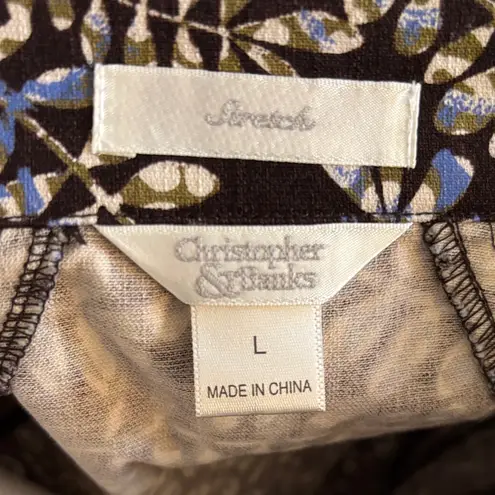 Stretch
Christopher
& Banks
L
MADE IN CHINA